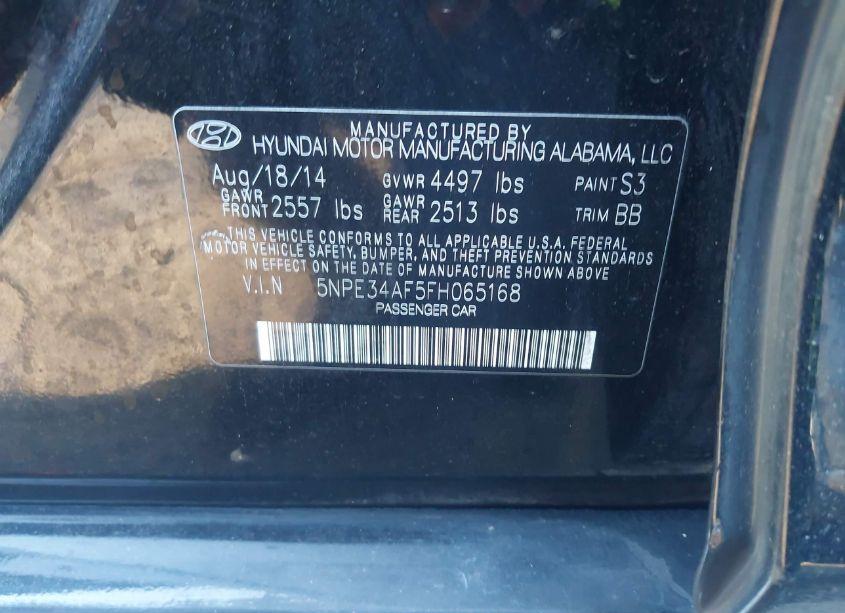 MANUFACTURED BY
HYUNDAI MOTOR MANUFACTURING ALABAMA, LLC
Aug/18/14 GVWR 4497 lbs PAINT S3
GAWR FRONT 2557 lbs GAWR REAR 2513 lbs TRIM BB
THIS VEHICLE CONFORMS TO ALL APPLICABLE U.S.A. FEDERAL
MOTOR VEHICLE SAFETY, BUMPER, AND THEFT PREVENTION STANDARDS
IN EFFECT ON THE DATE OF MANUFACTURE SHOWN ABOVE
V.I.N 5NPE34AF5FH065168
PASSENGER CAR